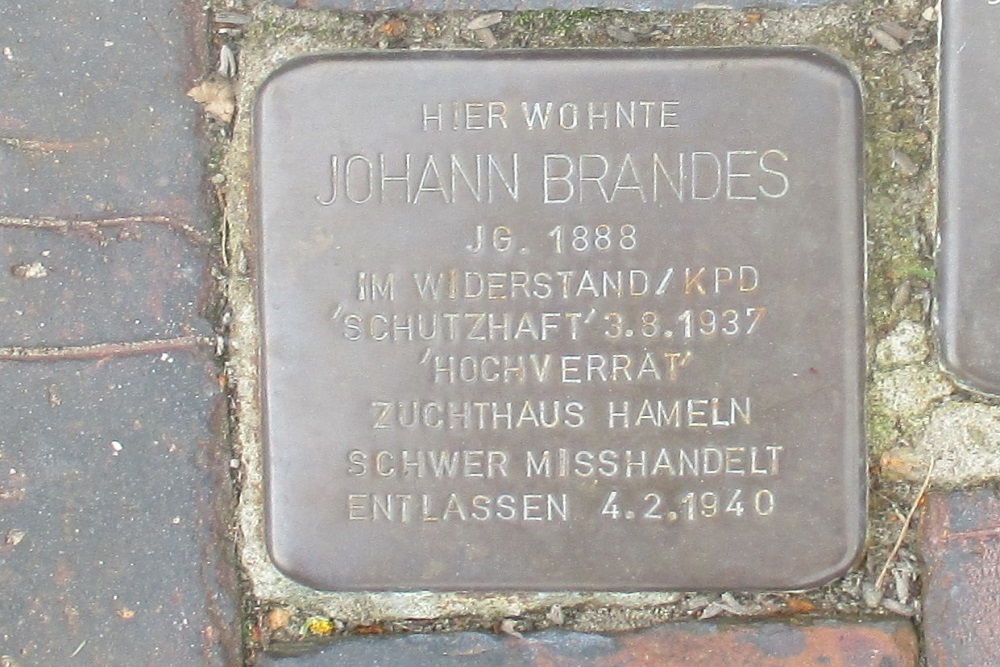 HIER WOHNTE
JOHANN BRANDES
JG. 1888
IM WIDERSTAND/KPD
'SCHUTZHAFT' 3.8.1937
'HOCHVERRAT'
ZUCHTHAUS HAMELN
SCHWER MISSHANDELT
ENTLASSEN 4.2.1940